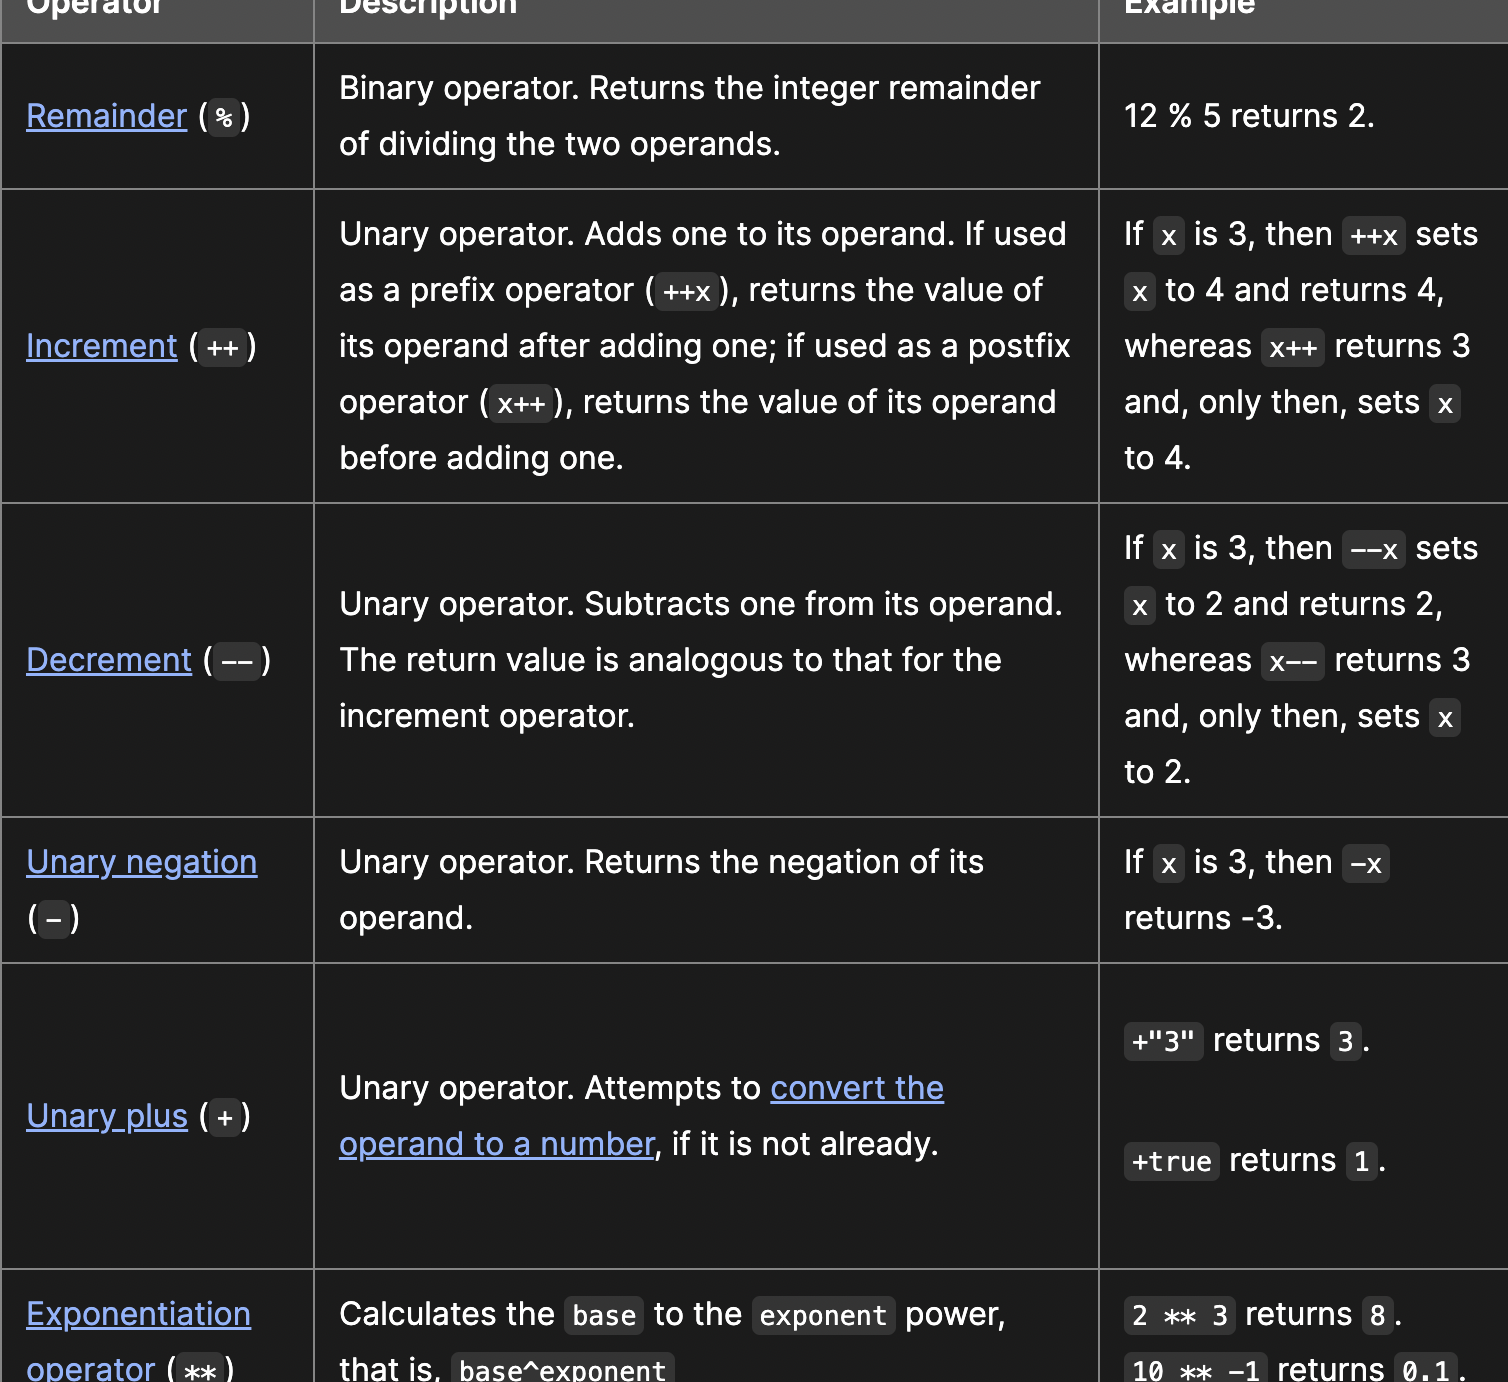 Operator
Description
Example
Remainder (%)
Binary operator. Returns the integer remainder
of dividing the two operands.
12 % 5 returns 2.
Increment (++)
Unary operator. Adds one to its operand. If used
as a prefix operator (++x), returns the value of
its operand after adding one; if used as a postfix
operator (x++), returns the value of its operand
before adding one.
If x is 3, then ++x sets
x to 4 and returns 4,
whereas x++ returns 3
and, only then, sets x
to 4.
Decrement (--)
Unary operator. Subtracts one from its operand.
The return value is analogous to that for the
increment operator.
If x is 3, then --x sets
x to 2 and returns 2,
whereas x-- returns 3
and, only then, sets x
to 2.
Unary negation
(-)
Unary operator. Returns the negation of its
operand.
If x is 3, then -x
returns -3.
Unary plus (+)
Unary operator. Attempts to convert the
operand to a number, if it is not already.
+"3" returns 3.
+true returns 1.
Exponentiation
operator (**)
Calculates the base to the exponent power,
that is, base^exponent
2 ** 3 returns 8.
10 ** -1 returns 0.1.